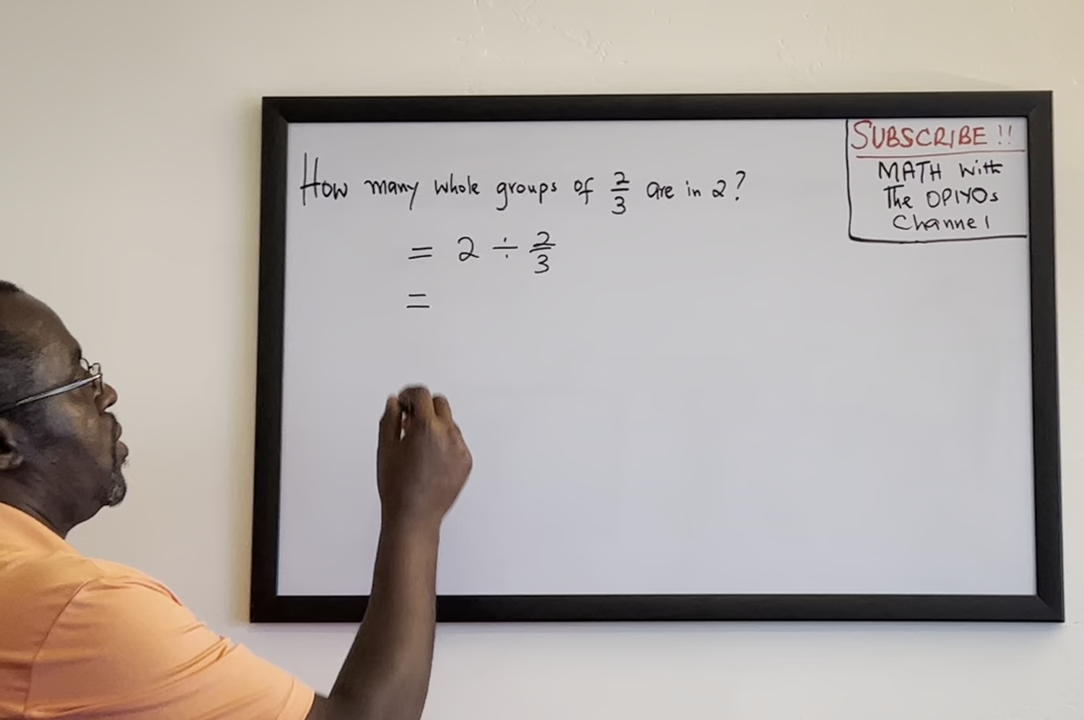 How many whole groups of 2/3 are in 2?
= 2 ÷ 2/3
=
SUBSCRIBE !!
MATH with
The OPIYOs
Channel